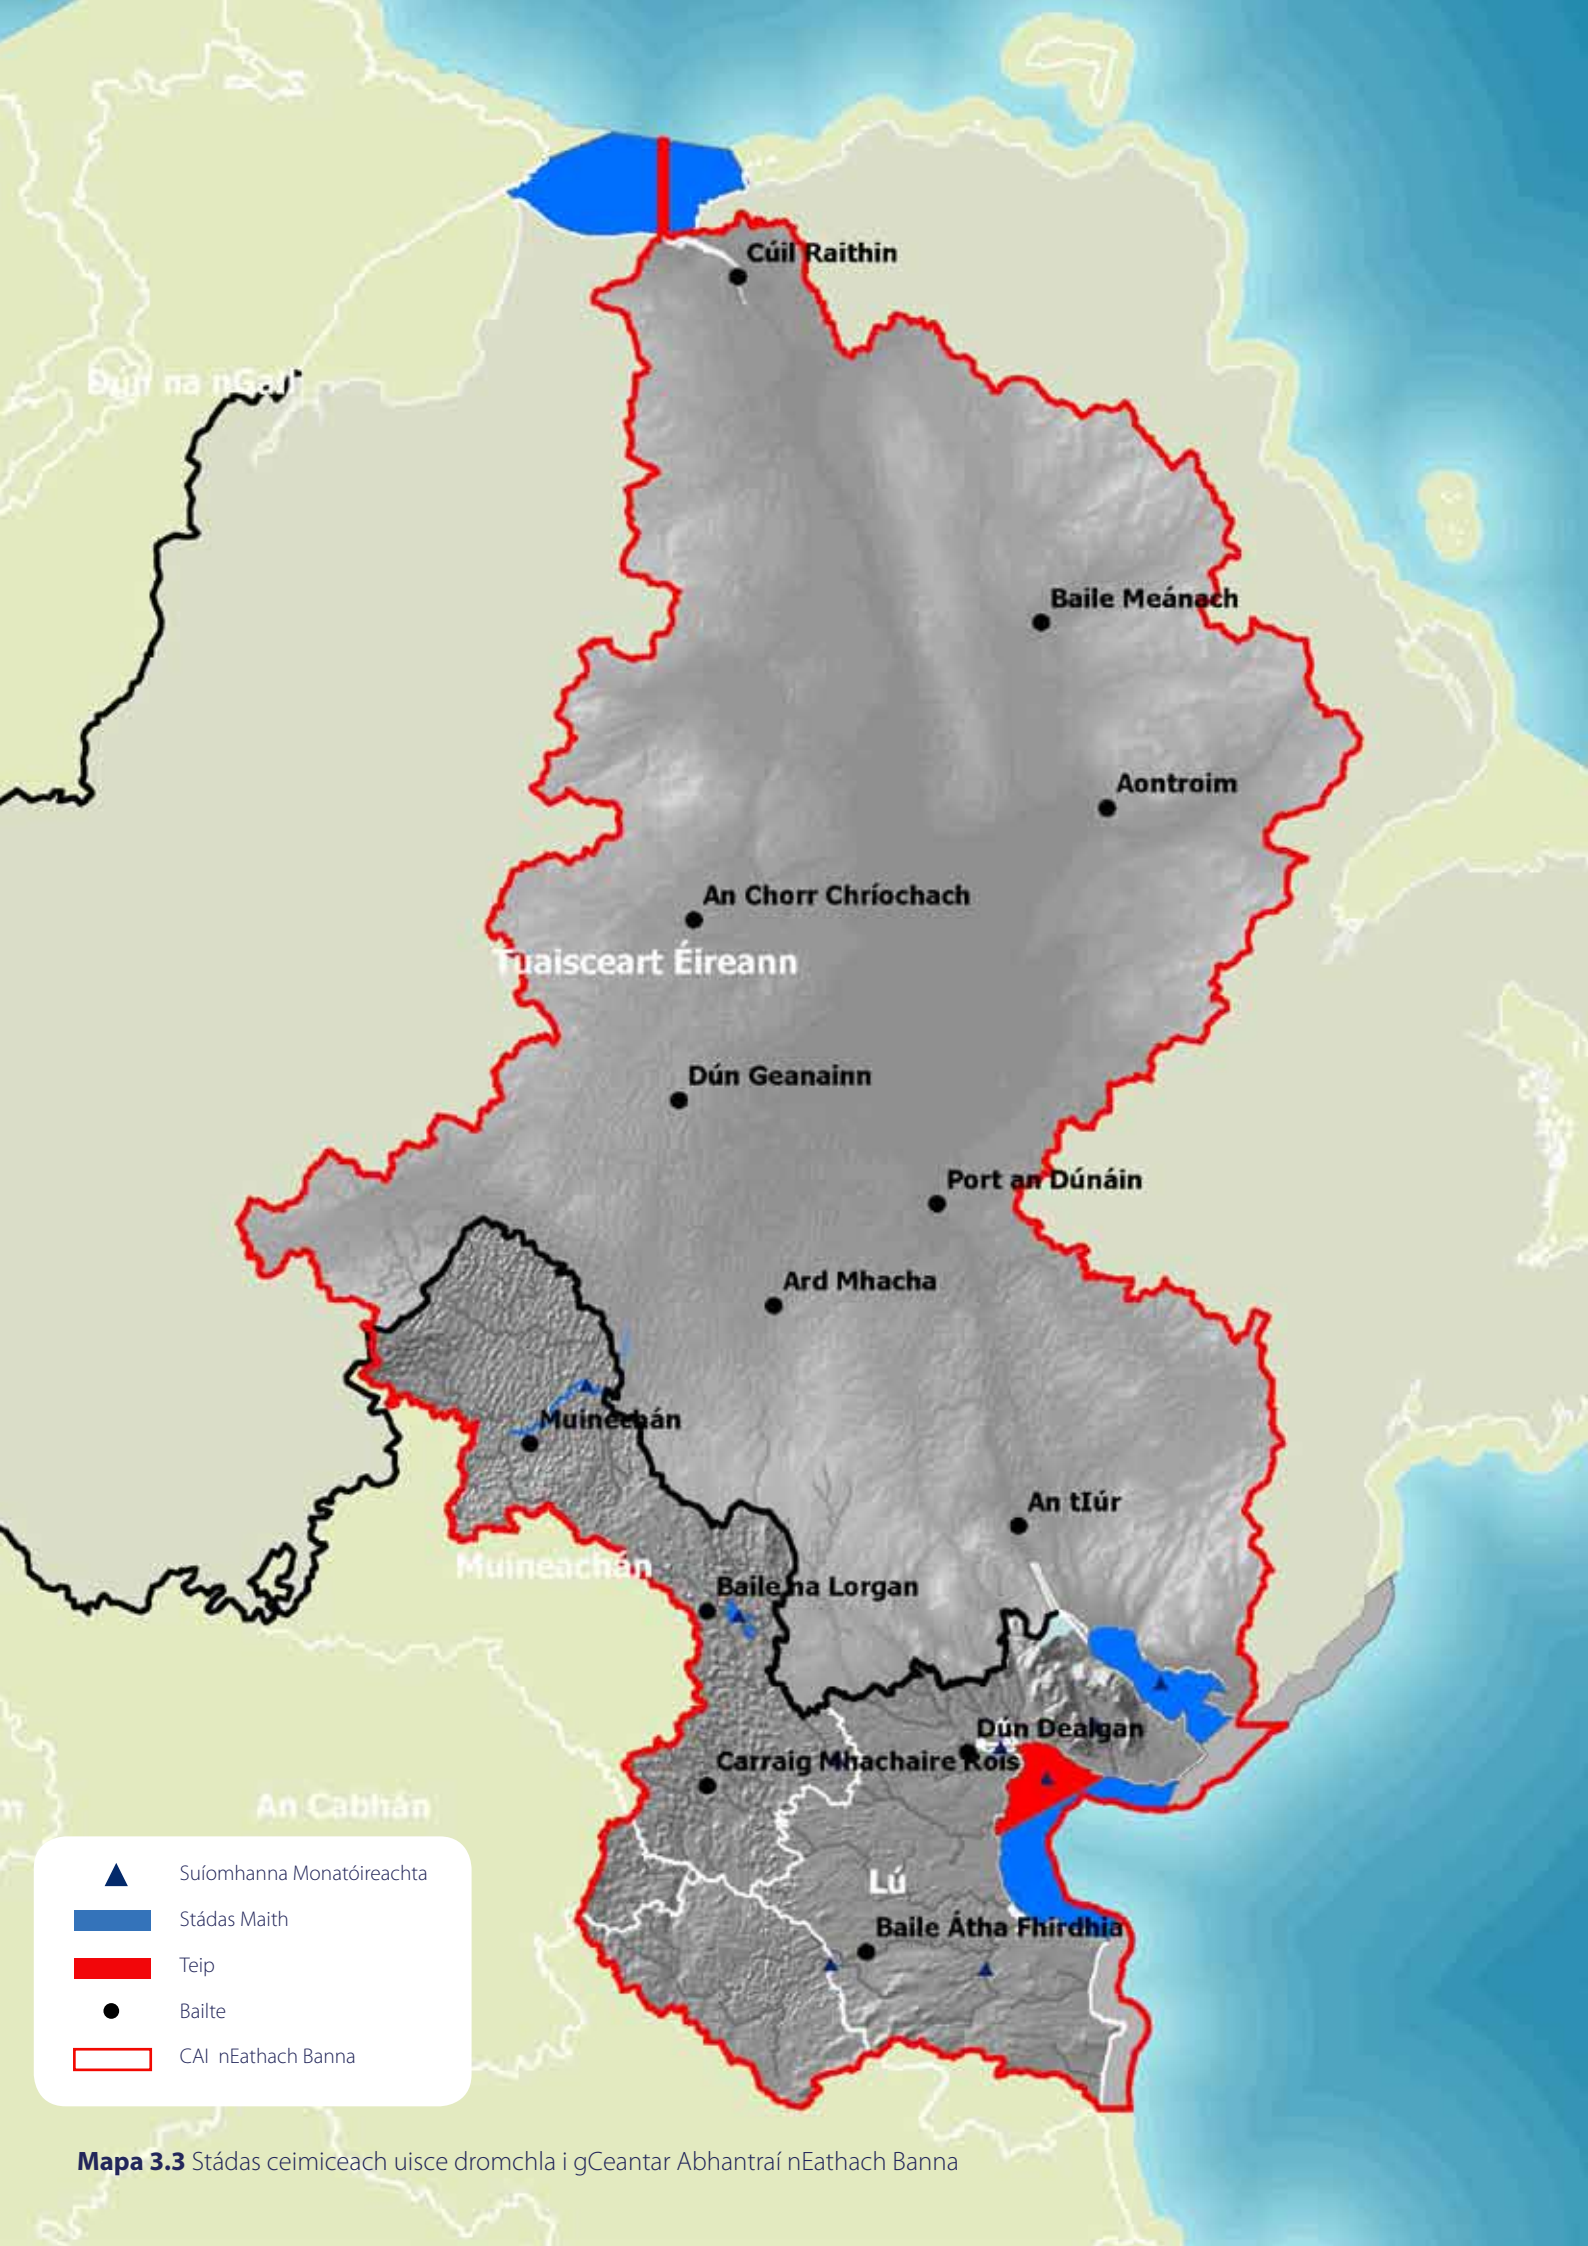 Cúil Raithin
Dún na nGall
Baile Meánach
Aontroim
An Chorr Chríochach
Tuaisceart Éireann
Dún Geanainn
Port an Dúnáin
Ard Mhacha
Muinechán
An tIúr
Muineachán
Baile na Lorgan
Dún Dealgan
Carraig Mhachaire Rois
An Cabhán
Lú
Baile Átha Fhirdhia
Suíomhanna Monatóireachta
Stádas Maith
Teip
Bailte
CAI nEathach Banna
Mapa 3.3 Stádas ceimiceach uisce dromchla i gCeantar Abhantraí nEathach Banna